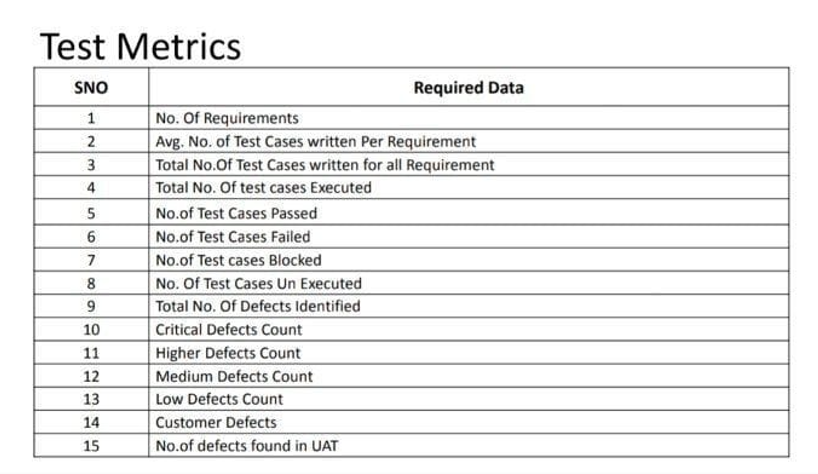 Test Metrics
SNO Required Data
1 No. Of Requirements
2 Avg. No. of Test Cases written Per Requirement
3 Total No.Of Test Cases written for all Requirement
4 Total No. Of test cases Executed
5 No.of Test Cases Passed
6 No.of Test Cases Failed
7 No.of Test cases Blocked
8 No. Of Test Cases Un Executed
9 Total No. Of Defects Identified
10 Critical Defects Count
11 Higher Defects Count
12 Medium Defects Count
13 Low Defects Count
14 Customer Defects
15 No.of defects found in UAT